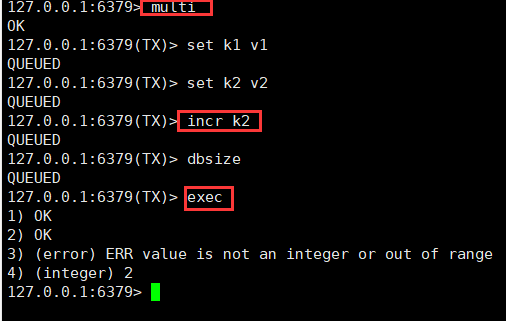 127.0.0.1:6379> multi
OK
127.0.0.1:6379(TX)> set k1 v1
QUEUED
127.0.0.1:6379(TX)> set k2 v2
QUEUED
127.0.0.1:6379(TX)> incr k2
QUEUED
127.0.0.1:6379(TX)> dbsize
QUEUED
127.0.0.1:6379(TX)> exec
1) OK
2) OK
3) (error) ERR value is not an integer or out of range
4) (integer) 2
127.0.0.1:6379>